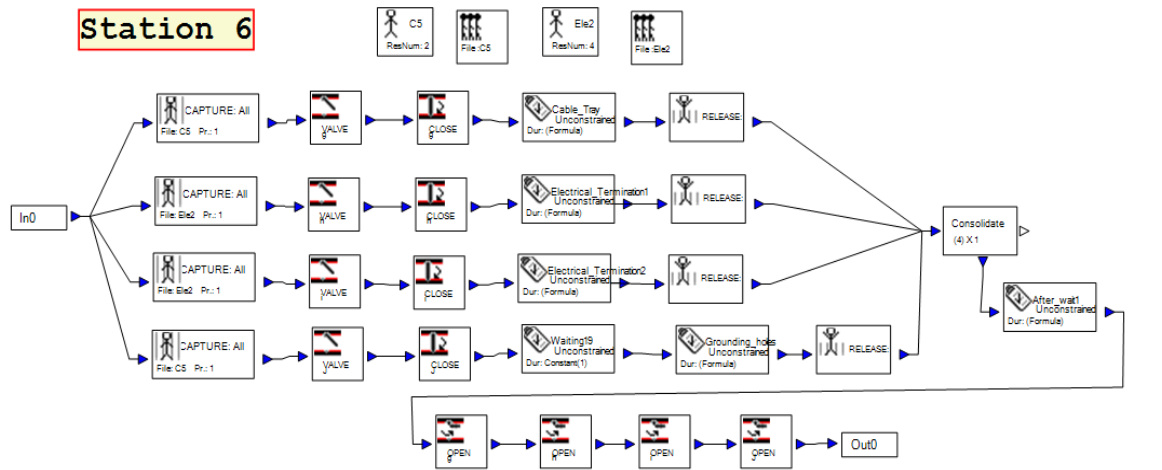 Station 6
C5
ResNum: 2
File :C5
Ele2
ResNum: 4
File :Ele2
In0
CAPTURE: All
File: C5 Pr.: 1
VALVE
g
CLOSE
g
Cable_Tray
Unconstrained
Dur: (Formula)
RELEASE:
CAPTURE: All
File: Ele2 Pr.: 1
VALVE
CLOSE
Electrical_Termination1
Unconstrained
Dur: (Formula)
RELEASE:
CAPTURE: All
File: Ele2 Pr.: 1
VALVE
CLOSE
Electrical_Termination2
Unconstrained
Dur: (Formula)
RELEASE:
CAPTURE: All
File: C5 Pr.: 1
VALVE
CLOSE
Waiting19
Unconstrained
Dur: Constant(1)
Grounding_holes
Unconstrained
Dur: (Formula)
RELEASE:
Consolidate
(4) X 1
After_wait1
Unconstrained
Dur: (Formula)
OPEN
OPEN
OPEN
OPEN
Out0